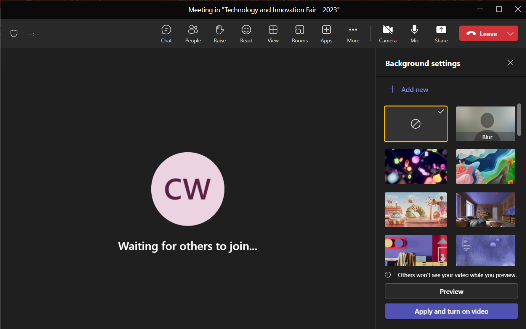 Meeting in "Technology and Innovation Fair - 2023"
Chat People Raise React View Rooms Apps More Camera Mic Share Leave
Background settings
Add now
Blur
CW
Waiting for others to join...
Others won't see your video while you preview.
Preview
Apply and turn on video